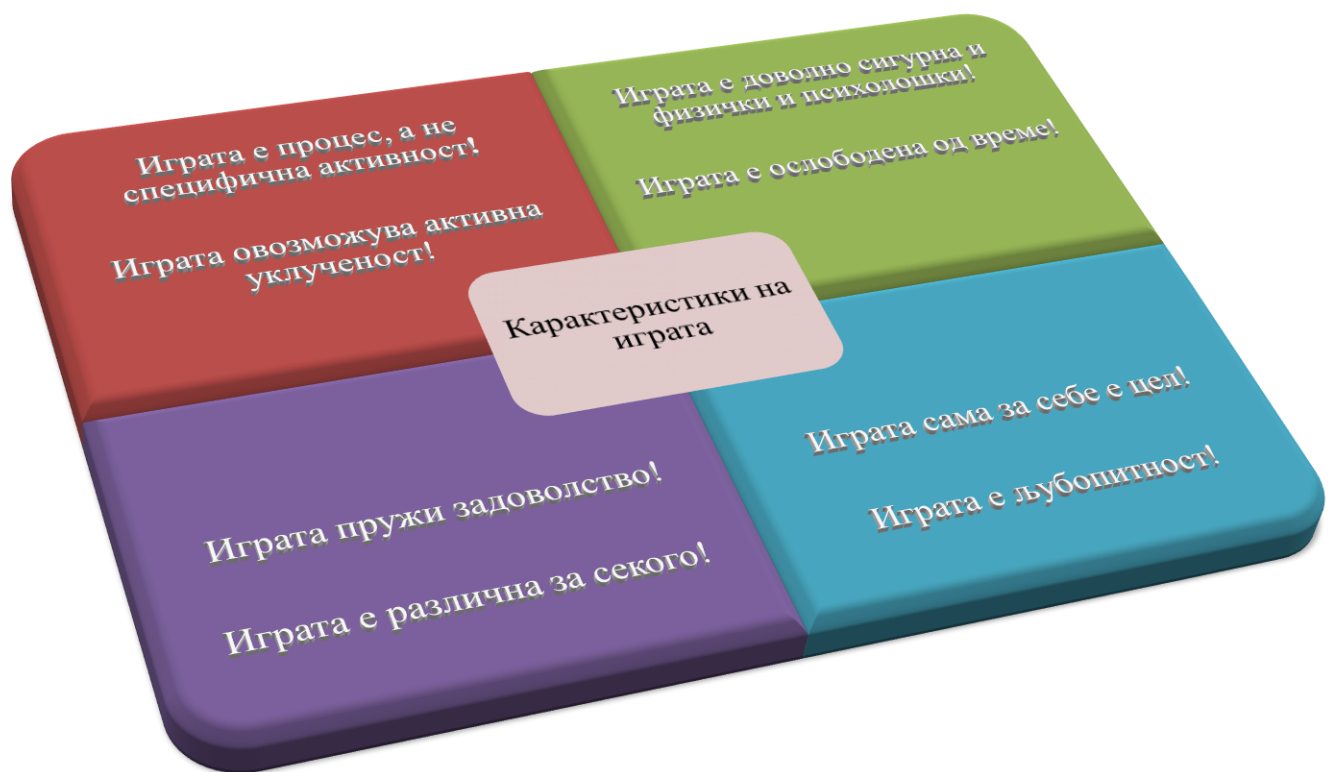 Играта е процес, а не
специфична активност!
Играта овозможува активна
уклученост!
Играта е доволно сигурна и
физички и психолошки!
Играта е ослободена од време!
Карактеристики на
играта
Играта пружи задоволство!
Играта е различна за секого!
Играта сама за себе е цел!
Играта е љубопитност!